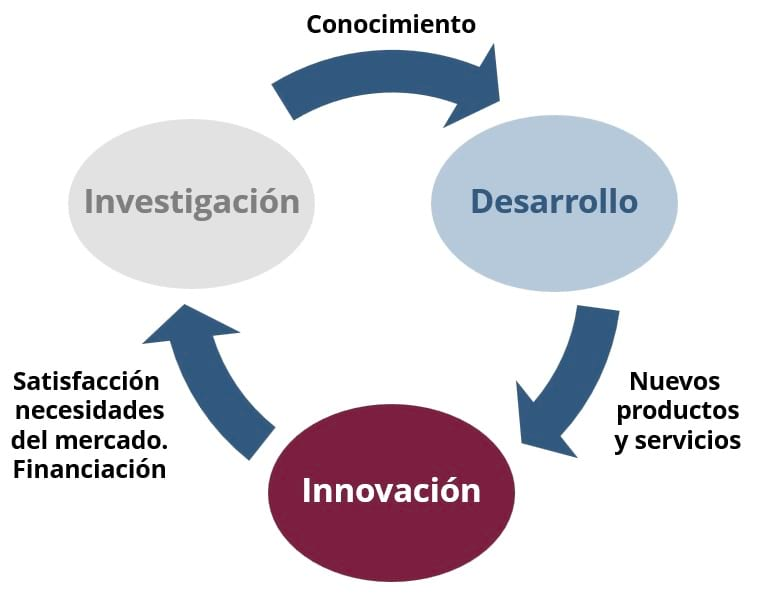 Conocimiento
Investigación
Desarrollo
Satisfacción
necesidades
del mercado.
Financiación
Nuevos
productos
y servicios
Innovación